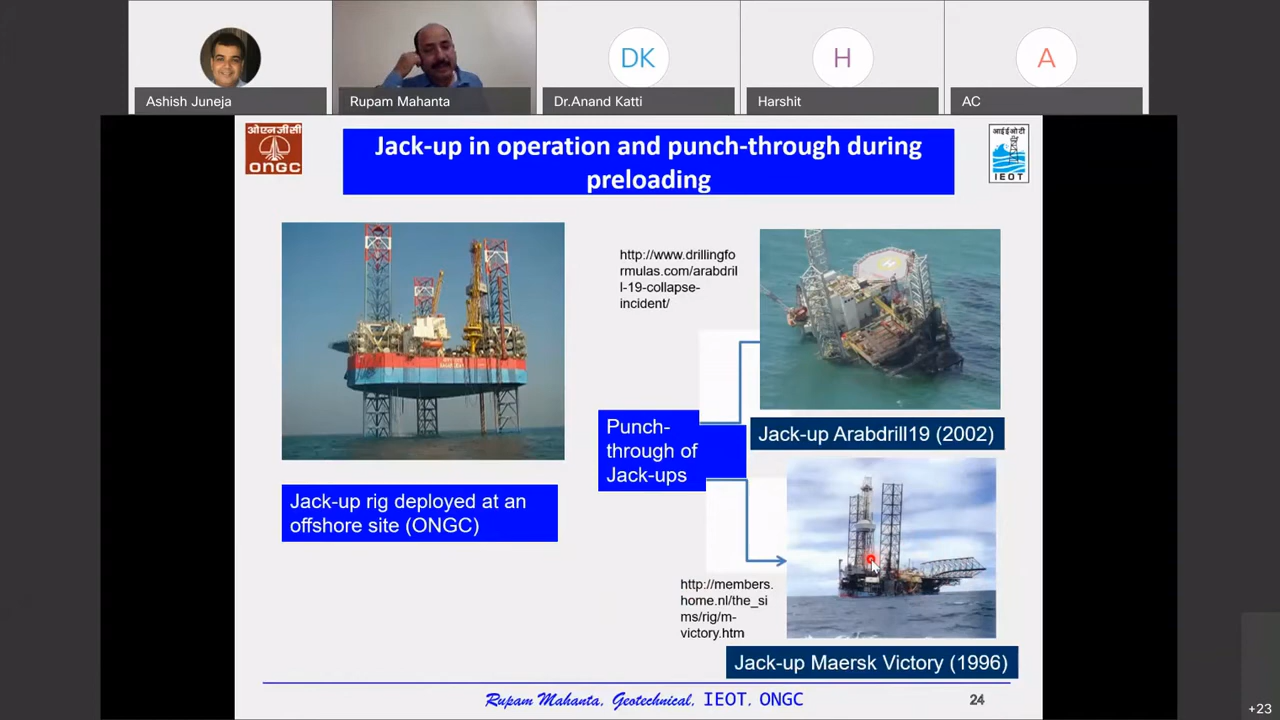 DK
H
A
Ashish Juneja
Rupam Mahanta
Dr.Anand Katti
Harshit
AC
ओएनजीसी
ONGC
Jack-up in operation and punch-through during
preloading
आईईओटी
IEOT
http://www.drillingfo
rmulas.com/arabdril
l-19-collapse-
incident/
Punch-
through of
Jack-ups
Jack-up Arabdrill19 (2002)
Jack-up rig deployed at an
offshore site (ONGC)
http://members.
home.nl/the_si
ms/rig/m-
victory.htm
Jack-up Maersk Victory (1996)
Rupam Mahanta, Geotechnical, IEOT, ONGC
24
+23